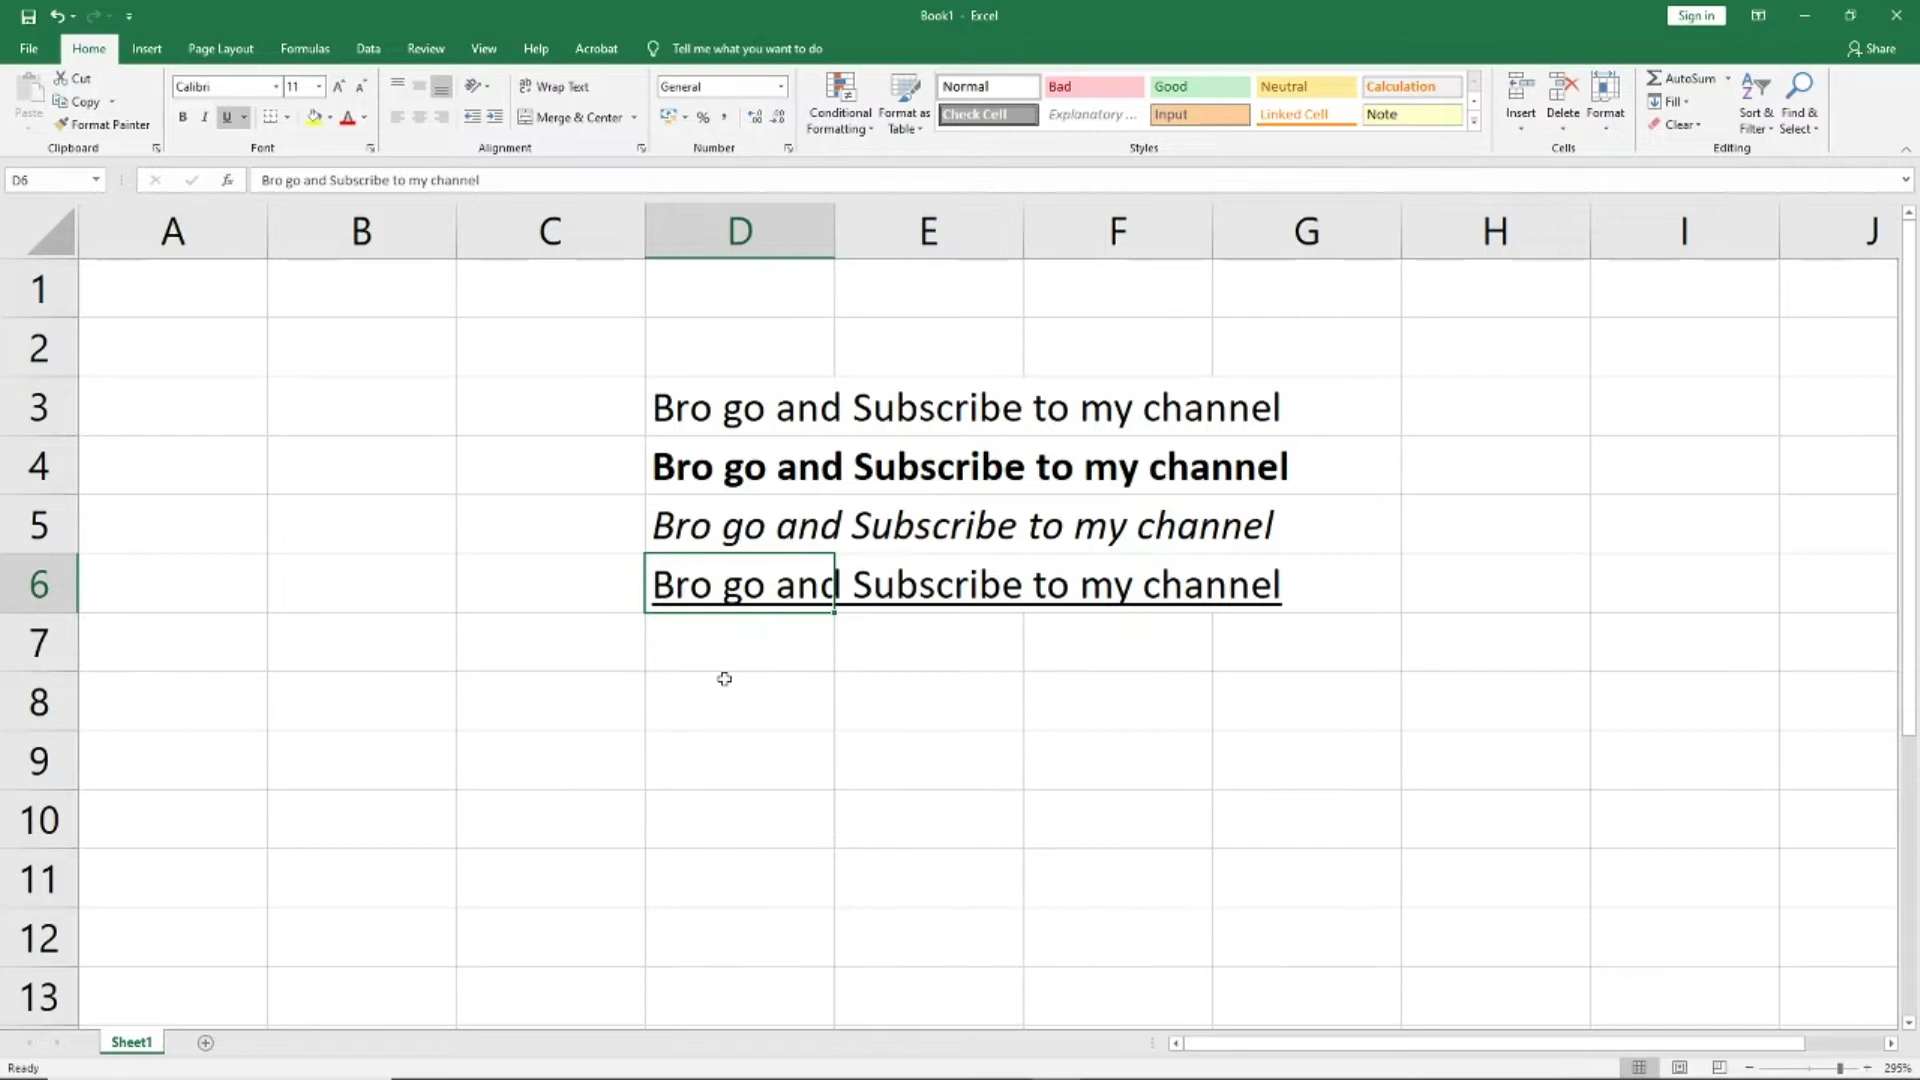 Book1 - Excel
Sign in
File Home Insert Page Layout Formulas Data Review View Help Acrobat Tell me what you want to do Share
Cut
Copy
Format Painter
Paste
Clipboard
Calibri 11
B I U
Font
Wrap Text
Merge & Center
Alignment
General
%
Number
Conditional Formatting
Format as Table
Normal Bad Good Neutral Calculation
Check Cell Explanatory ... Input Linked Cell Note
Styles
Insert Delete Format
Cells
AutoSum
Fill
Clear
Sort & Filter
Find & Select
Editing
D6 fx Bro go and Subscribe to my channel
A B C D E F G H I J
1
2
3 Bro go and Subscribe to my channel
4 Bro go and Subscribe to my channel
5 Bro go and Subscribe to my channel
6 Bro go and Subscribe to my channel
7
8
9
10
11
12
13
Sheet1
Ready 295%